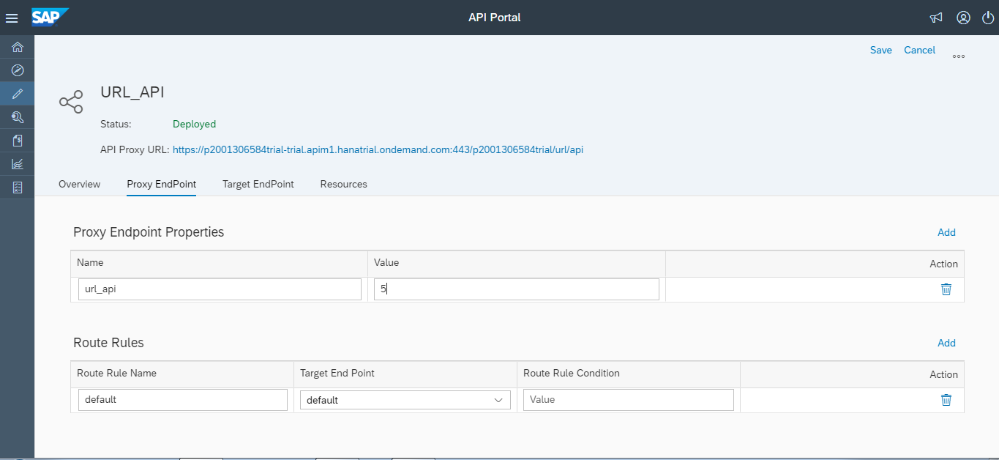 SAP API Portal
Save Cancel ...
URL_API
Status: Deployed
API Proxy URL: https://p2001306584trial-trial.apim1.hanatrial.ondemand.com:443/p2001306584trial/url/api
Overview Proxy EndPoint Target EndPoint Resources
Proxy Endpoint Properties Add
Name Value Action
url_api 5
Route Rules Add
Route Rule Name Target End Point Route Rule Condition Action
default default Value